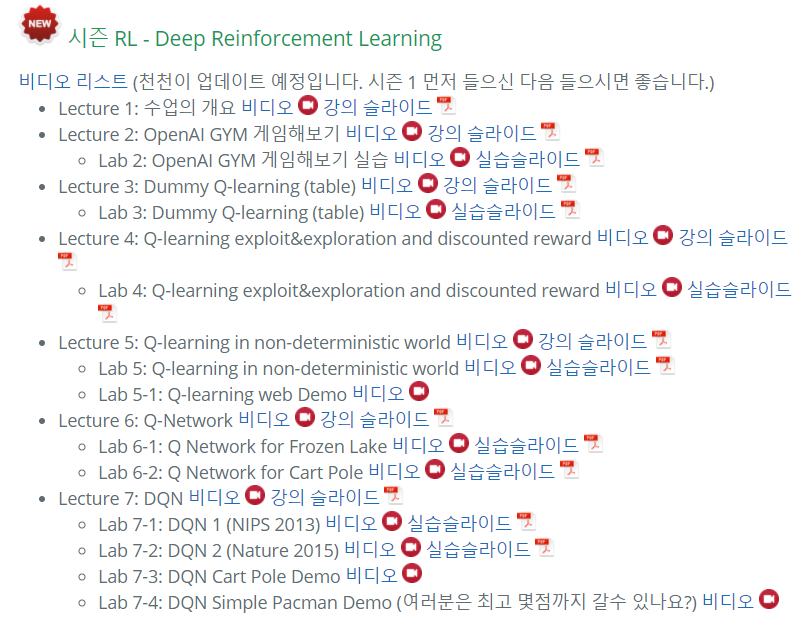 NEW
시즌 RL - Deep Reinforcement Learning
비디오 리스트 (천천이 업데이트 예정입니다. 시즌 1 먼저 들으신 다음 들으시면 좋습니다.)
Lecture 1: 수업의 개요 비디오 강의 슬라이드 PDF
Lecture 2: OpenAI GYM 게임해보기 비디오 강의 슬라이드 PDF
Lab 2: OpenAI GYM 게임해보기 실습 비디오 실습슬라이드 PDF
Lecture 3: Dummy Q-learning (table) 비디오 강의 슬라이드 PDF
Lab 3: Dummy Q-learning (table) 비디오 실습슬라이드 PDF
Lecture 4: Q-learning exploit&exploration and discounted reward 비디오 강의 슬라이드
PDF
Lab 4: Q-learning exploit&exploration and discounted reward 비디오 실습슬라이드
PDF
Lecture 5: Q-learning in non-deterministic world 비디오 강의 슬라이드 PDF
Lab 5: Q-learning in non-deterministic world 비디오 실습슬라이드 PDF
Lab 5-1: Q-learning web Demo 비디오
Lecture 6: Q-Network 비디오 강의 슬라이드 PDF
Lab 6-1: Q Network for Frozen Lake 비디오 실습슬라이드 PDF
Lab 6-2: Q Network for Cart Pole 비디오 실습슬라이드 PDF
Lecture 7: DQN 비디오 강의 슬라이드 PDF
Lab 7-1: DQN 1 (NIPS 2013) 비디오 실습슬라이드 PDF
Lab 7-2: DQN 2 (Nature 2015) 비디오 실습슬라이드 PDF
Lab 7-3: DQN Cart Pole Demo 비디오
Lab 7-4: DQN Simple Pacman Demo (여러분은 최고 몇점까지 갈수 있나요?) 비디오